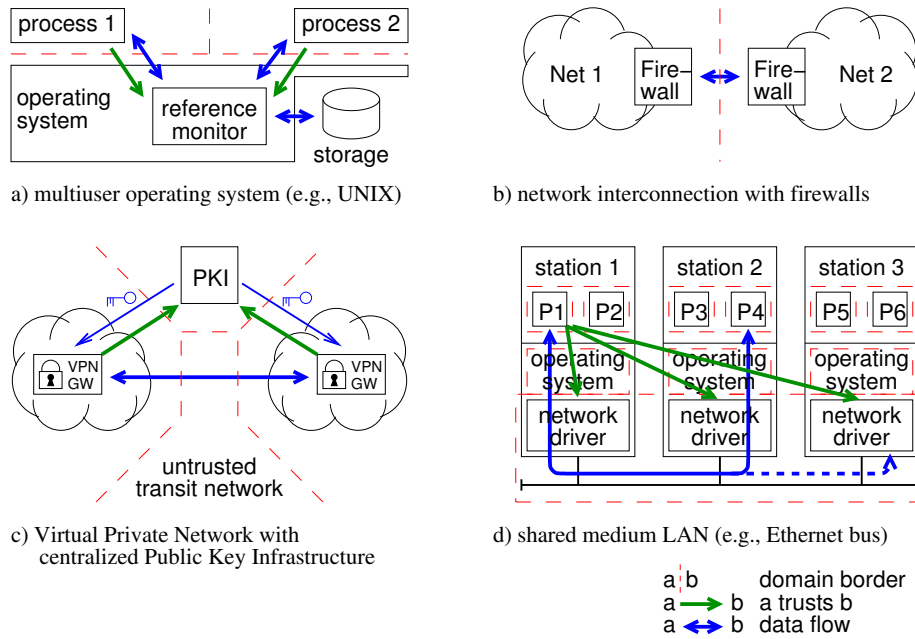 process 1
process 2
operating
system
reference
monitor
storage
a) multiuser operating system (e.g., UNIX)
Net 1
Fire-
wall
Fire-
wall
Net 2
b) network interconnection with firewalls
PKI
VPN
GW
VPN
GW
untrusted
transit network
c) Virtual Private Network with
centralized Public Key Infrastructure
station 1
station 2
station 3
P1
P2
P3
P4
P5
P6
operating
system
operating
system
operating
system
network
driver
network
driver
network
driver
d) shared medium LAN (e.g., Ethernet bus)
a b domain border
a b a trusts b
a b data flow